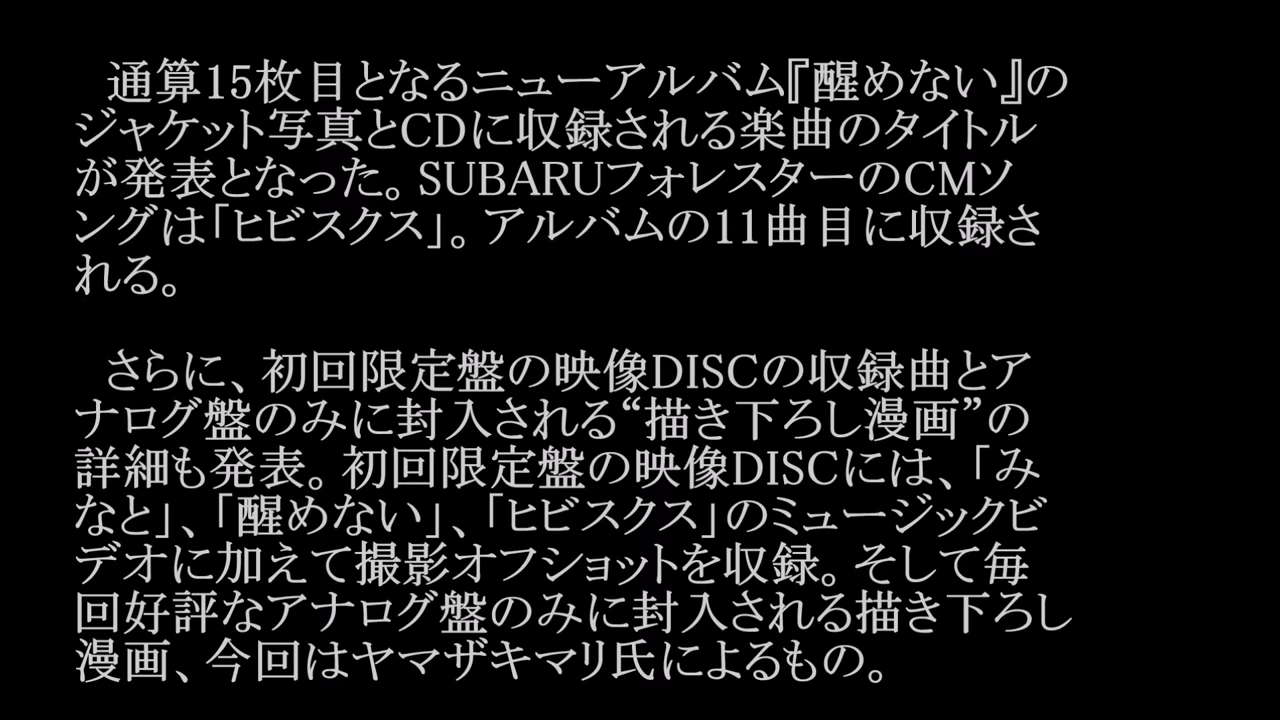 通算15枚目となるニューアルバム『醒めない』の
ジャケット写真とCDに収録される楽曲のタイトル
が発表となった。SUBARUフォレスターのCMソ
ングは「ヒビスクス」。アルバムの11曲目に収録さ
れる。
さらに、初回限定盤の映像DISCの収録曲とア
ナログ盤のみに封入される“描き下ろし漫画”の
詳細も発表。初回限定盤の映像DISCには、「み
なと」、「醒めない」、「ヒビスクス」のミュージックビ
デオに加えて撮影オフショットを収録。そして毎
回好評なアナログ盤のみに封入される描き下ろし
漫画、今回はヤマザキマリ氏によるもの。